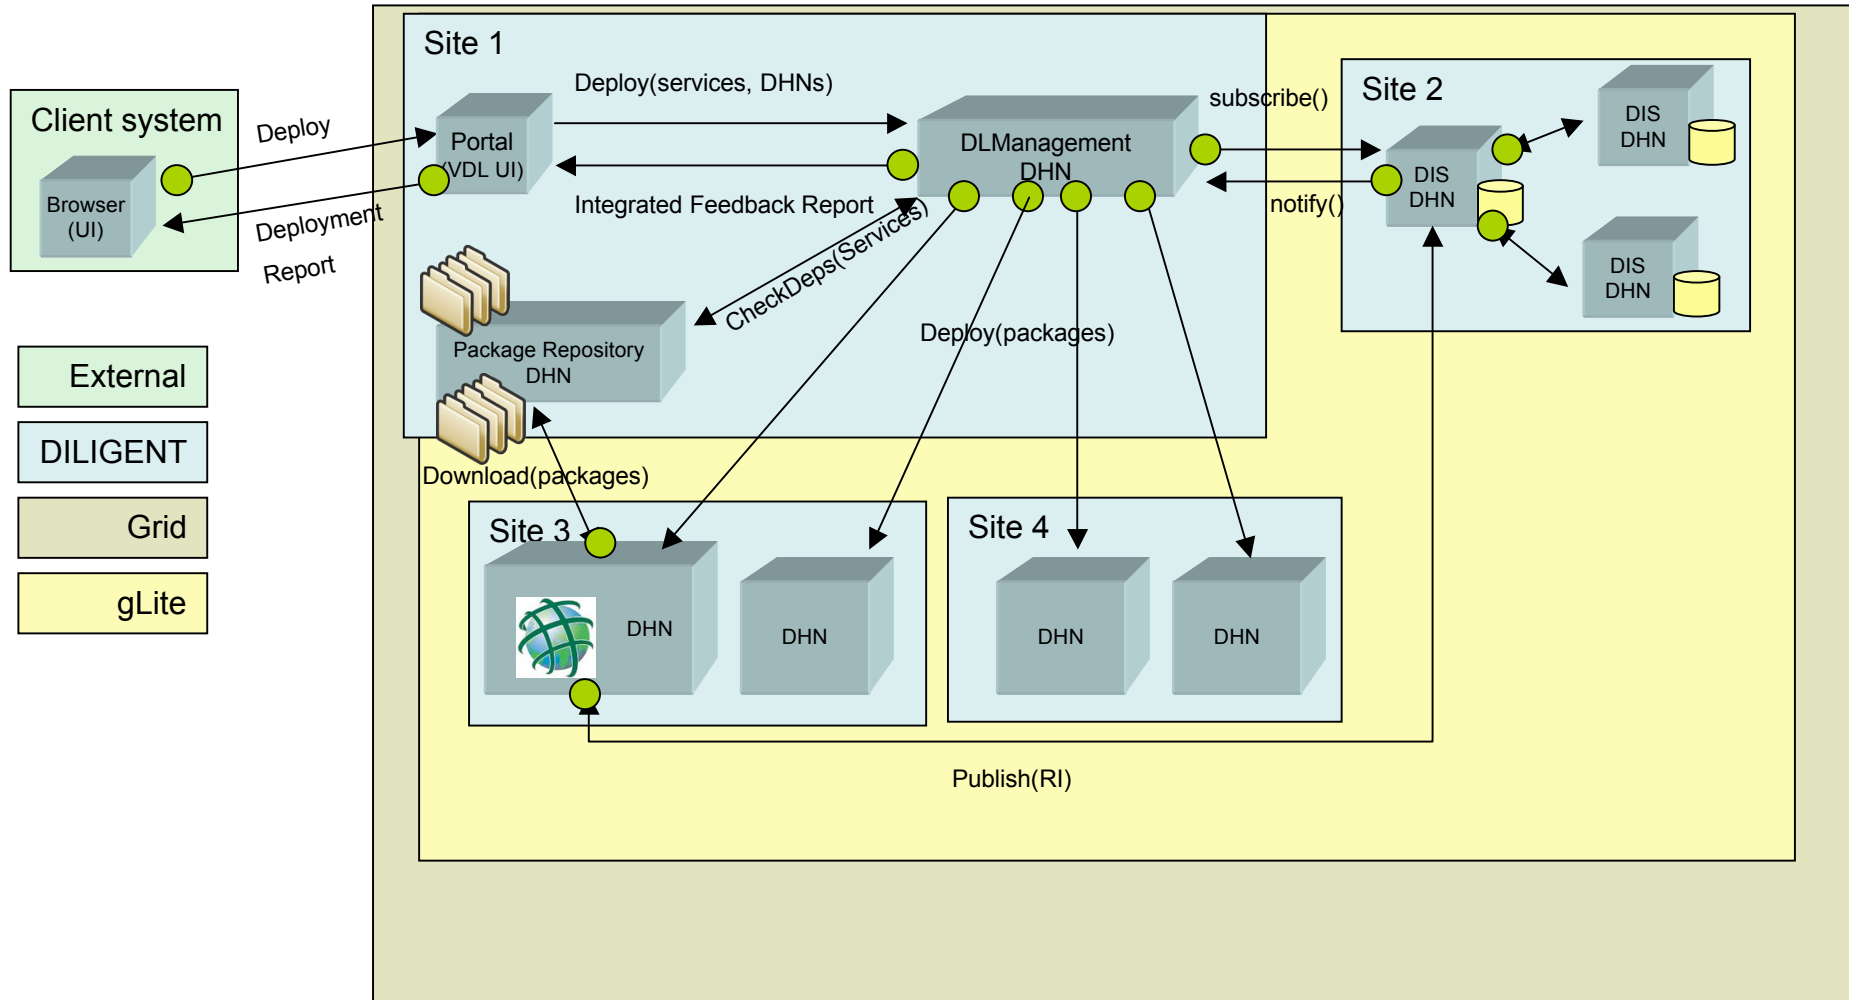 Site 1
Deploy(services, DHNs)
subscribe()
Site 2
DIS
DHN
Client system
Deploy
Portal
(VDL UI)
DLManagement
DHN
DIS
DHN
Browser
(UI)
Deployment
Report
Integrated Feedback Report
notify()
CheckDeps(Services)
DIS
DHN
Package Repository
DHN
Deploy(packages)
External
DILIGENT
Grid
gLite
Download(packages)
Site 3
Site 4
DHN
DHN
DHN
DHN
Publish(RI)